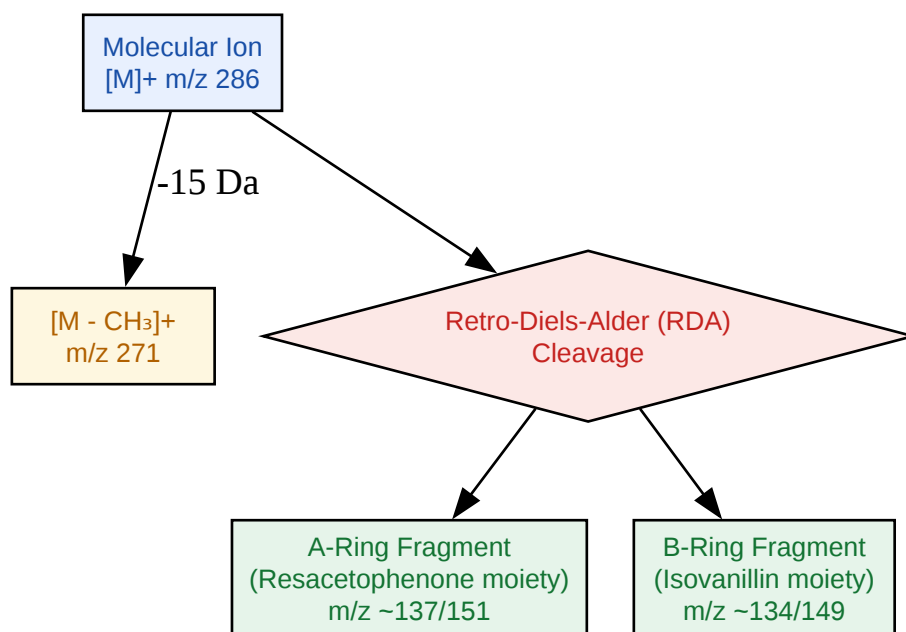 Molecular Ion
[M]+ m/z 286
-15 Da
[M - CH₃]+
m/z 271
Retro-Diels-Alder (RDA)
Cleavage
A-Ring Fragment
(Resacetophenone moiety)
m/z ~137/151
B-Ring Fragment
(Isovanillin moiety)
m/z ~134/149